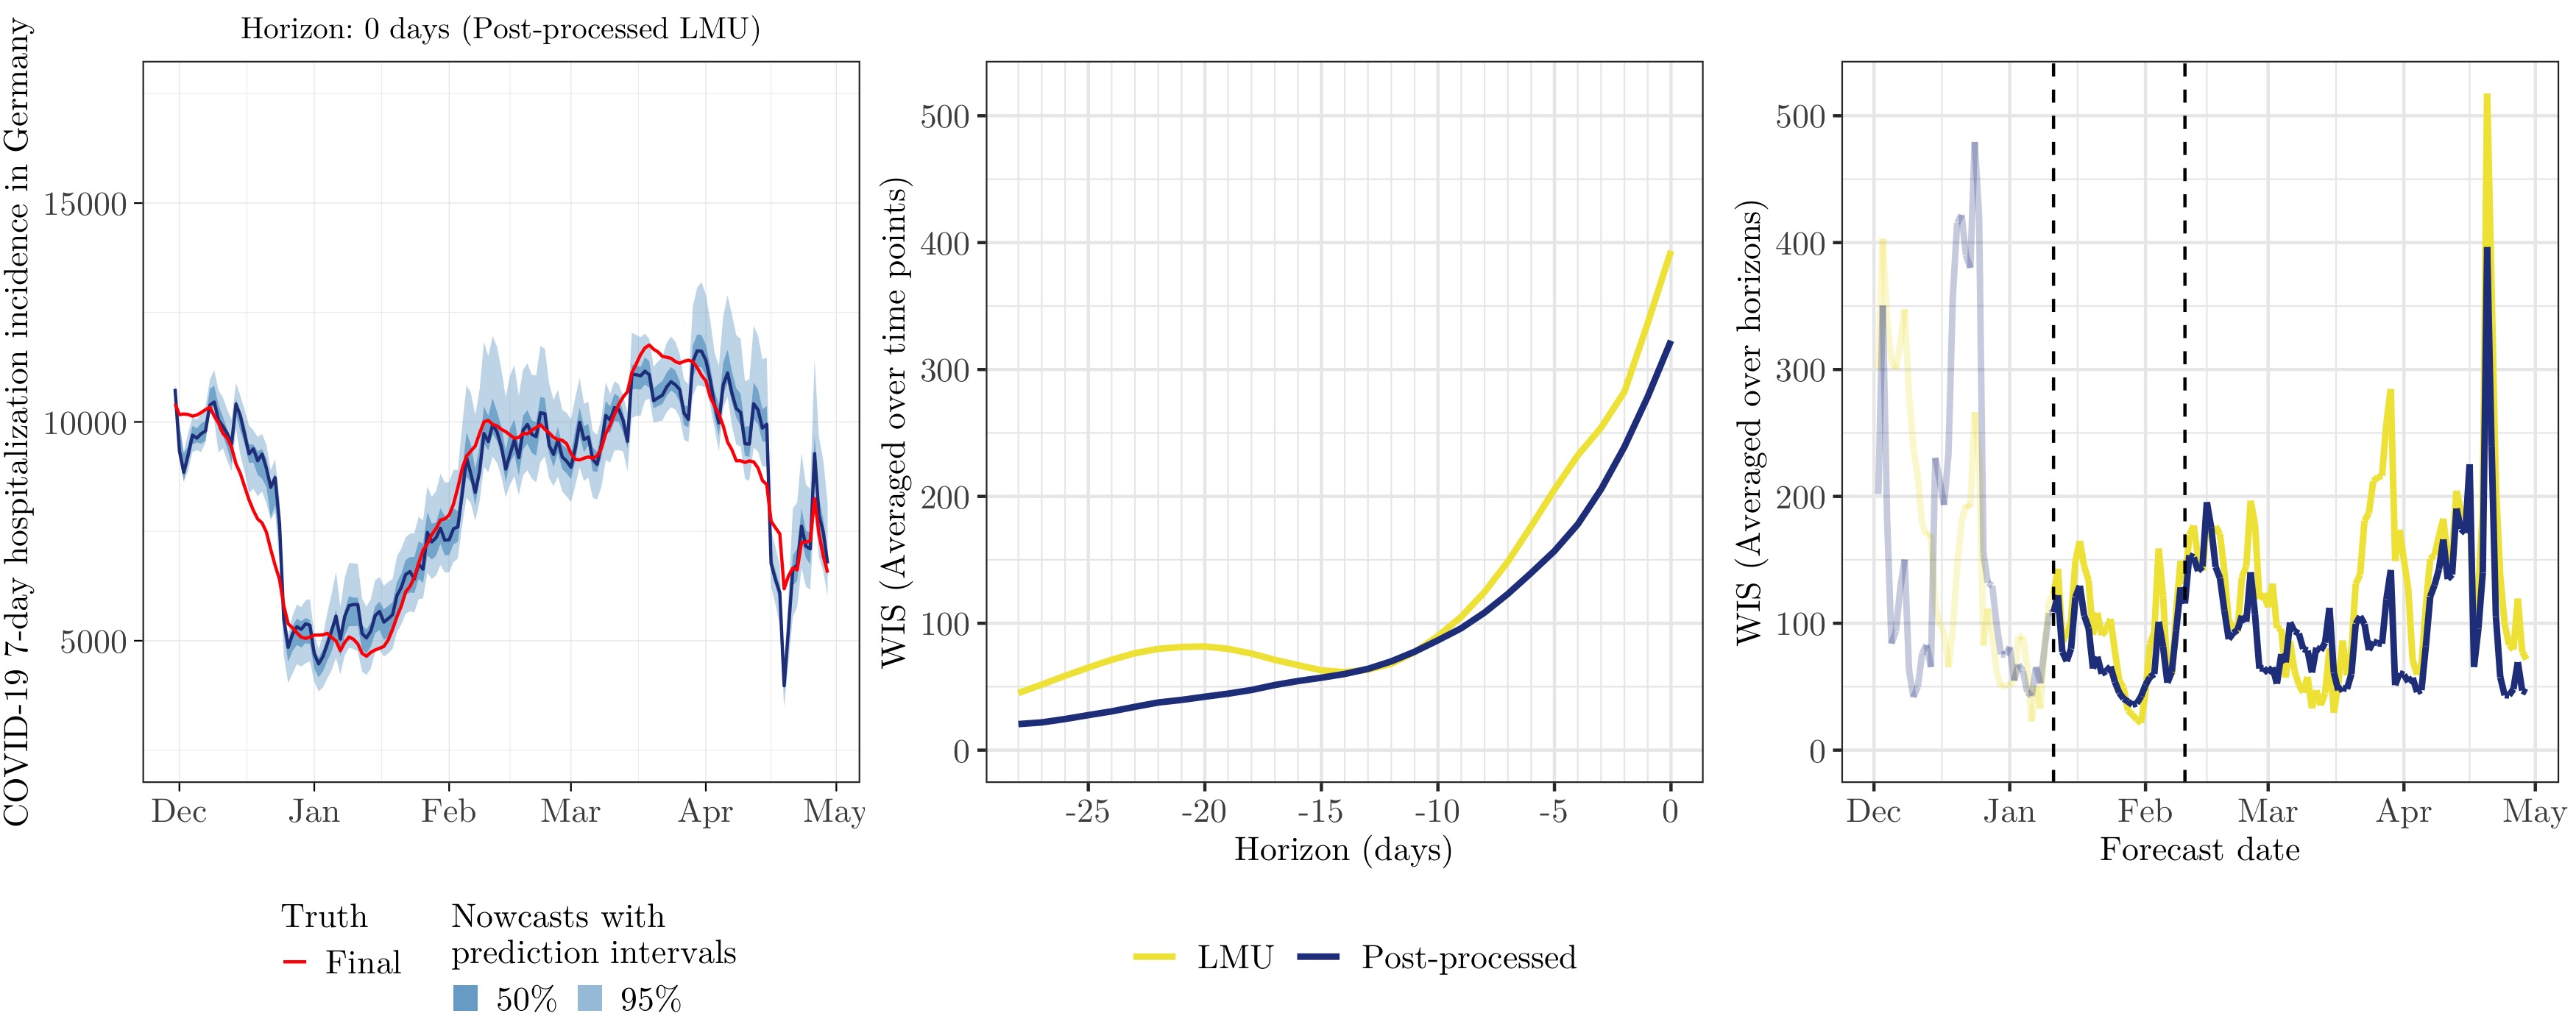 Horizon: 0 days (Post-processed LMU)
COVID-19 7-day hospitalization incidence in Germany
15000
10000
5000
Dec Jan Feb Mar Apr May
Truth
Final
Nowcasts with
prediction intervals
50% 95%
WIS (Averaged over time points)
500
400
300
200
100
0
-25 -20 -15 -10 -5 0
Horizon (days)
LMU Post-processed
WIS (Averaged over horizons)
500
400
300
200
100
0
Dec Jan Feb Mar Apr May
Forecast date